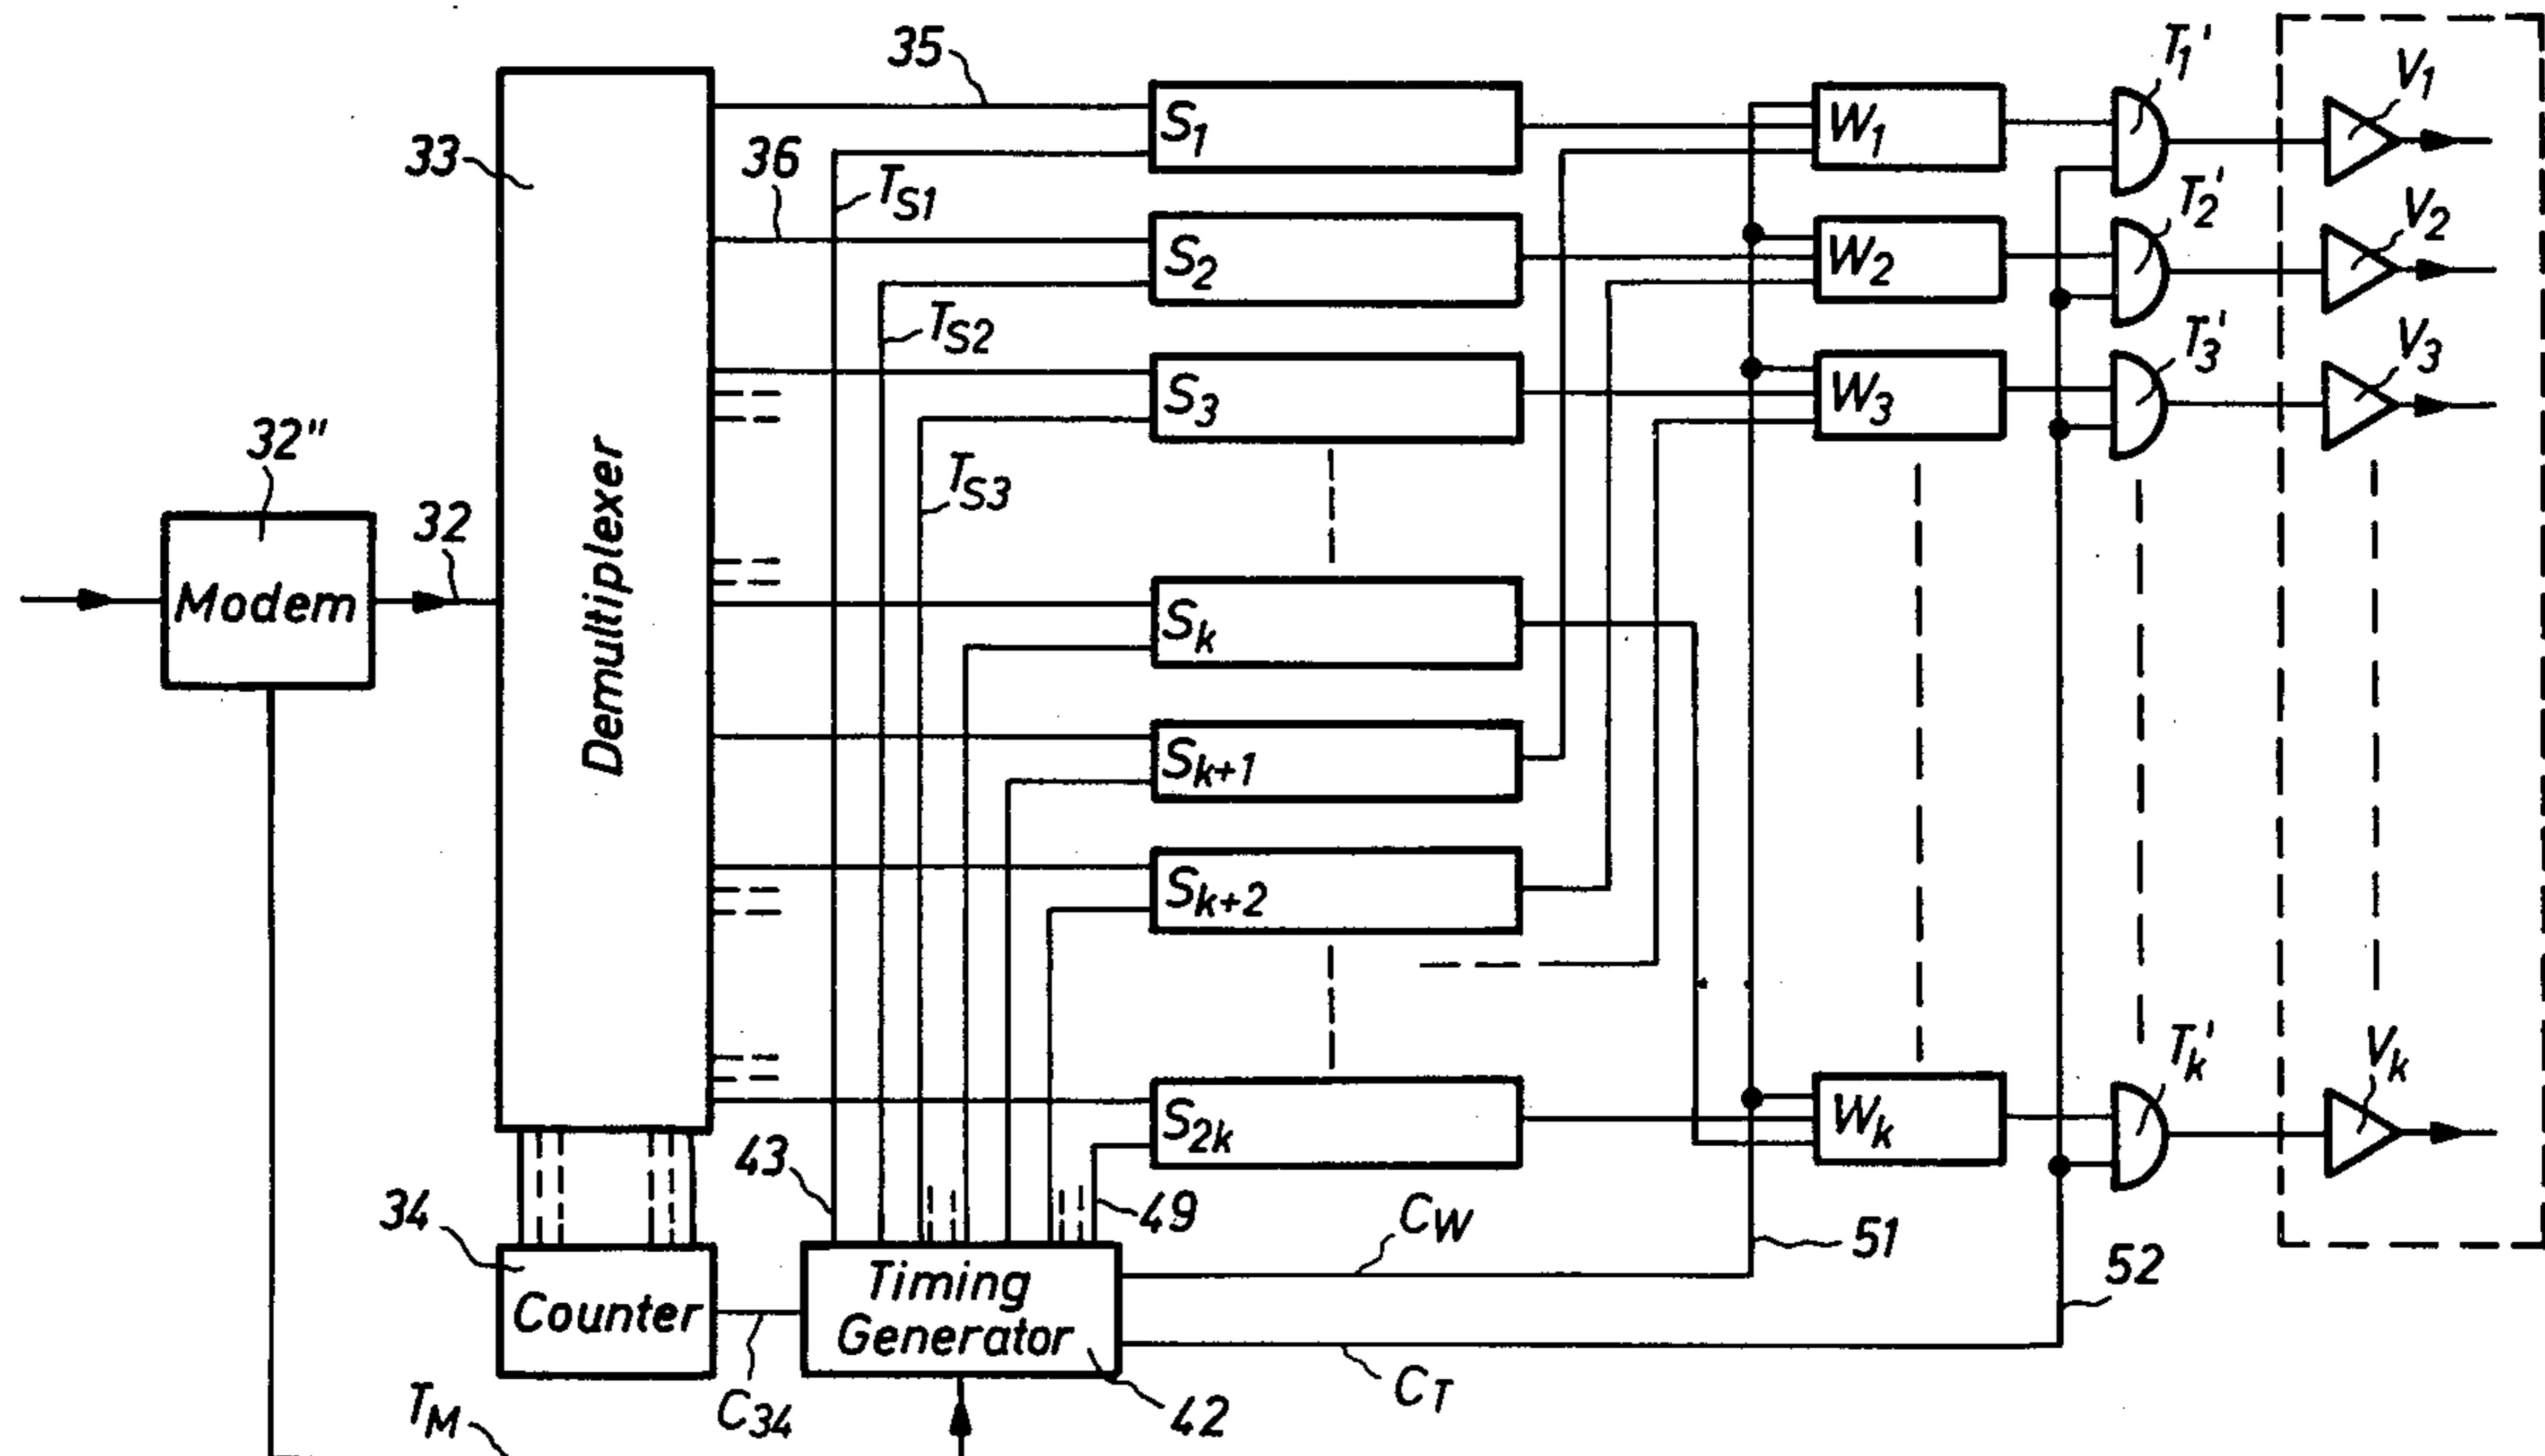 35
T1'
V1
S1
W1
33
36
TS1
T2'
V2
S2
W2
TS2
T3'
V3
S3
W3
32"
TS3
32
Modem
Demultiplexer
Sk
Sk+1
Sk+2
Tk'
Vk
S2k
Wk
43
34
49
CW
51
52
Timing
Generator
Counter
CT
TM
C34
42